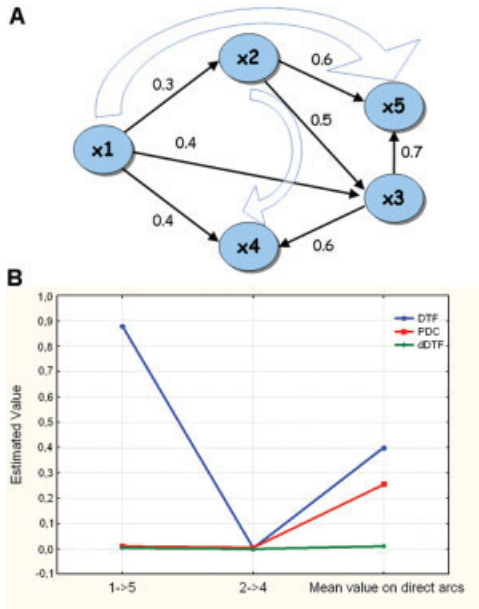 A
x2
0.6
x5
0.3
0.5
x1
0.4
0.7
x3
0.4
0.6
x4
B
1,0
0,9
0,8
0,7
0,6
0,5
0,4
0,3
0,2
0,1
0,0
-0,1
Estimated Value
DTF
PDC
dDTF
1->5 2->4 Mean value on direct arcs